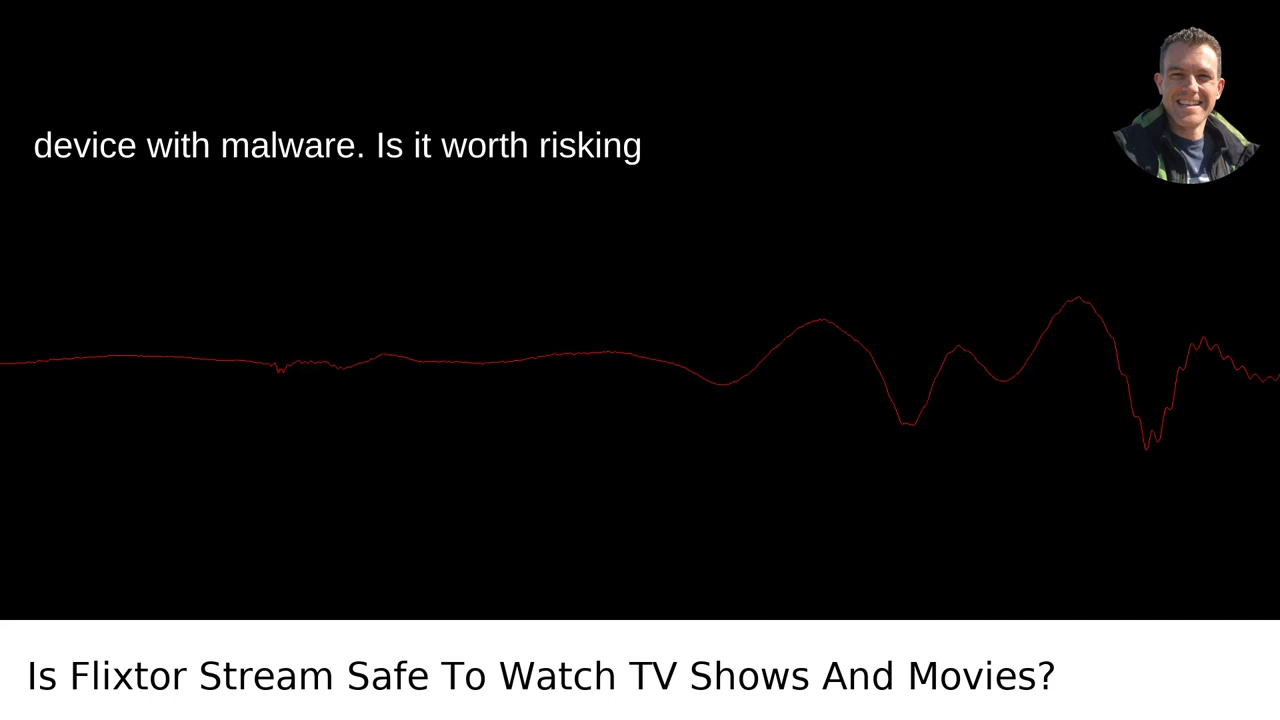 device with malware. Is it worth risking
Is Flixtor Stream Safe To Watch TV Shows And Movies?